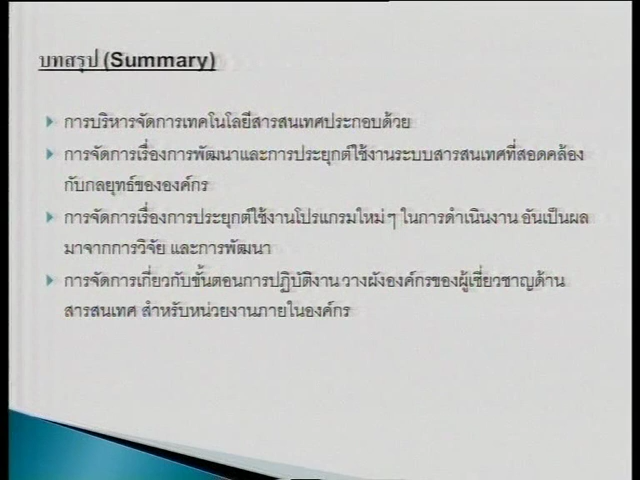 บทสรุป (Summary)
การบริหารจัดการเทคโนโลยีสารสนเทศประกอบด้วย
การจัดการเรื่องการพัฒนาและการประยุกต์ใช้งานระบบสารสนเทศที่สอดคล้อง
กับกลยุทธ์ขององค์กร
การจัดการเรื่องการประยุกต์ใช้งานโปรแกรมใหม่ๆ ในการดำเนินงาน อันเป็นผล
มาจากการวิจัย และการพัฒนา
การจัดการเกี่ยวกับขั้นตอนการปฏิบัติงาน วางผังองค์กรของผู้เชี่ยวชาญด้าน
สารสนเทศ สำหรับหน่วยงานภายในองค์กร